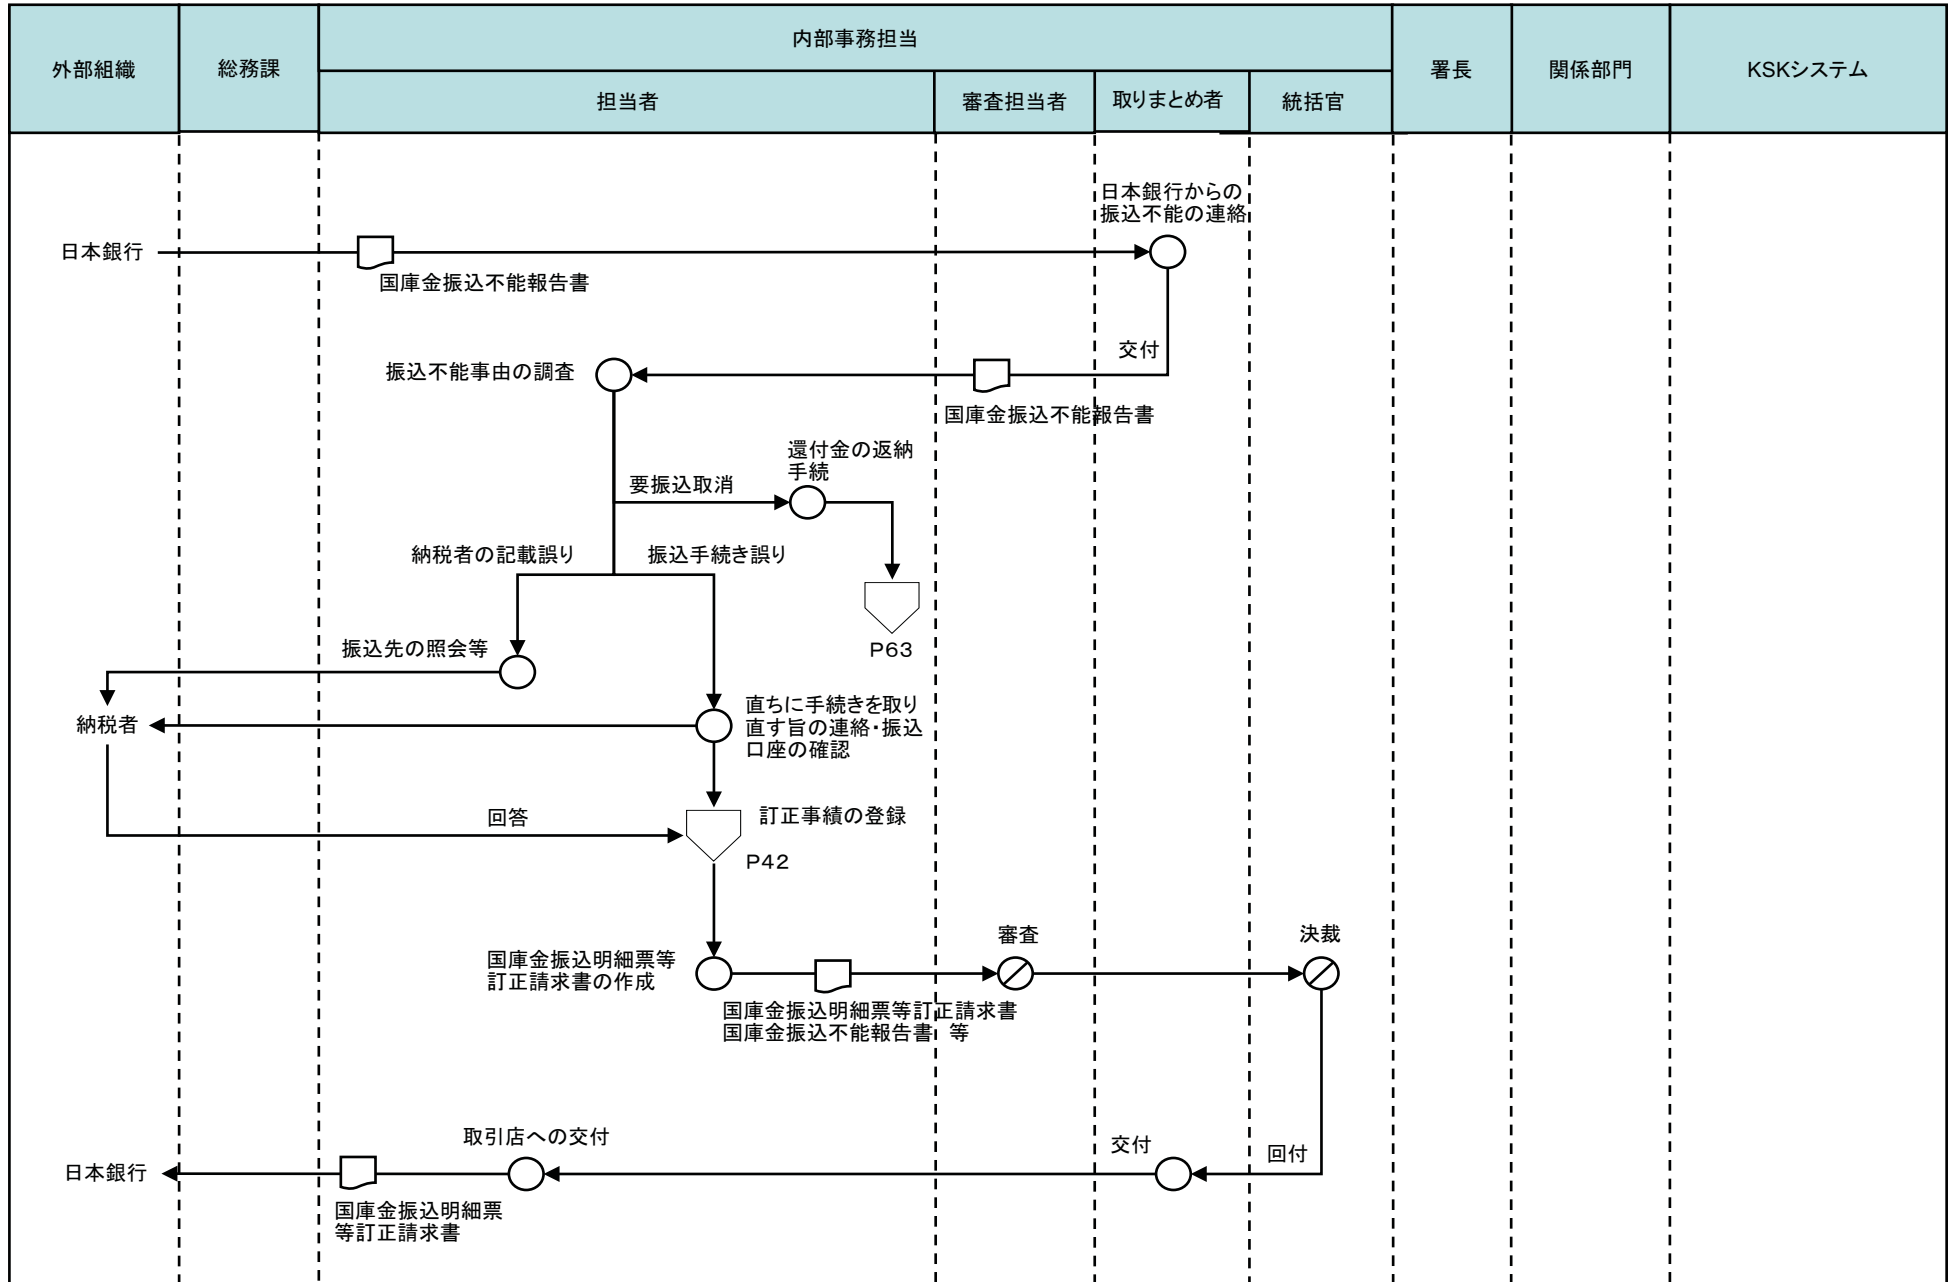 外部組織
総務課
内部事務担当
署長
関係部門
KSKシステム
担当者
審査担当者
取りまとめ者
統括官
日本銀行からの
振込不能の連絡
日本銀行
国庫金振込不能報告書
交付
振込不能事由の調査
国庫金振込不能報告書
還付金の返納
手続
要振込取消
納税者の記載誤り
振込手続き誤り
P63
振込先の照会等
納税者
直ちに手続きを取り
直す旨の連絡・振込
口座の確認
回答
訂正事績の登録
P42
審査
決裁
国庫金振込明細票等
訂正請求書の作成
国庫金振込明細票等訂正請求書
国庫金振込不能報告書　等
取引店への交付
交付
回付
日本銀行
国庫金振込明細票
等訂正請求書